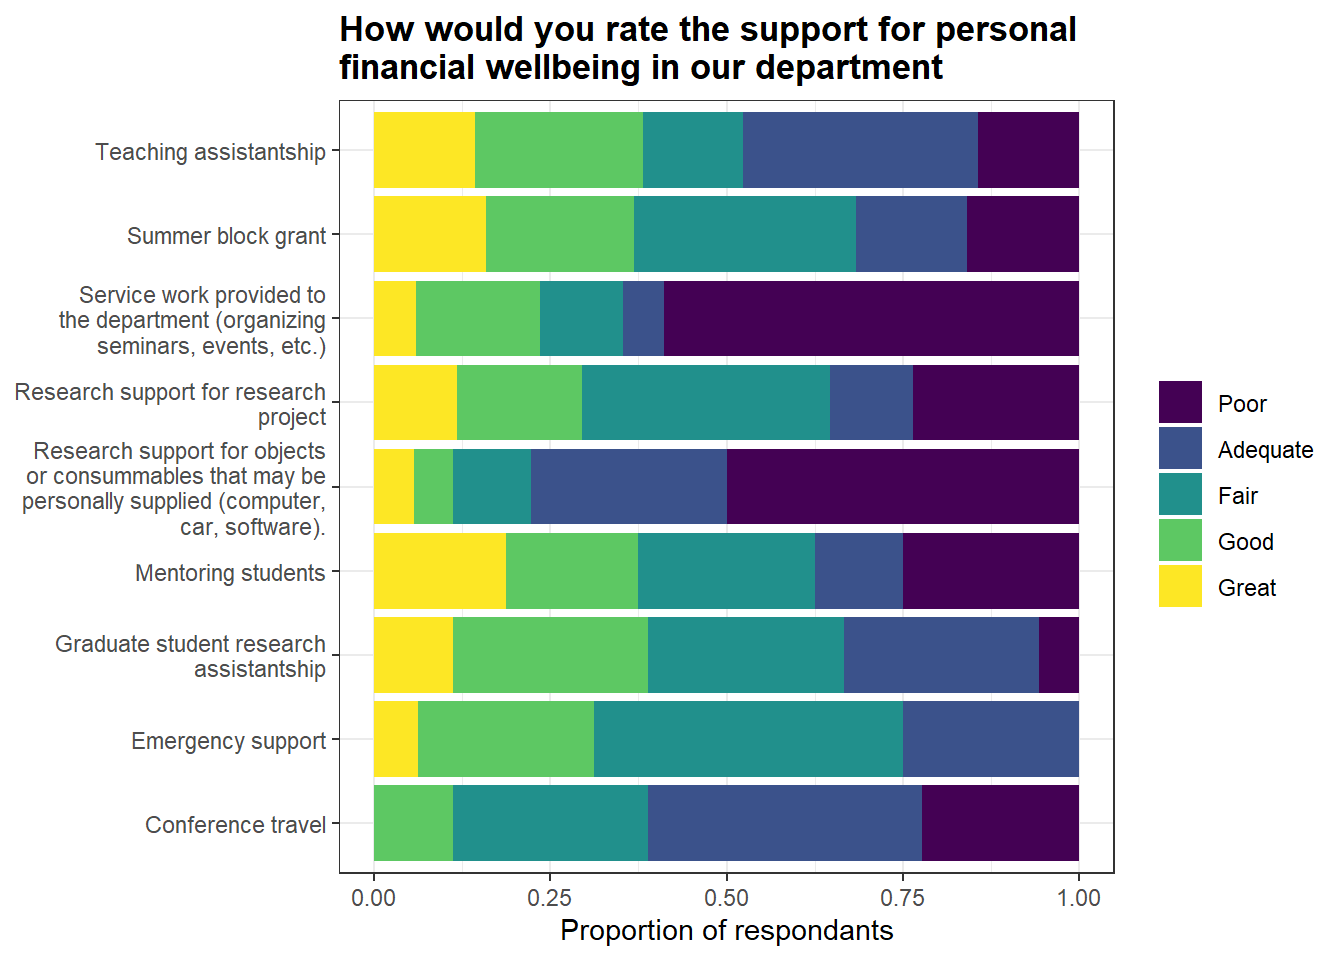 How would you rate the support for personal
financial wellbeing in our department
Teaching assistantship
Summer block grant
Service work provided to
the department (organizing
seminars, events, etc.)
Research support for research
project
Research support for objects
or consummables that may be
personally supplied (computer,
car, software).
Mentoring students
Graduate student research
assistantship
Emergency support
Conference travel
0.00
0.25
0.50
0.75
1.00
Proportion of respondants
Poor
Adequate
Fair
Good
Great